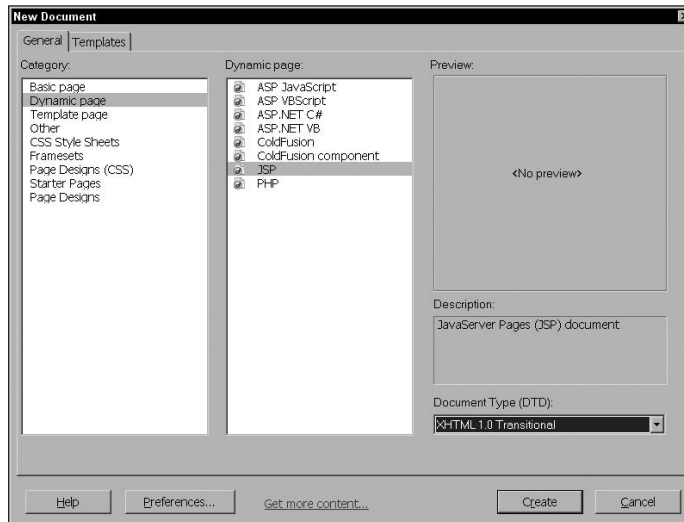 New Document
General
Templates
Category:
Basic page
Dynamic page
Template page
Other
CSS Style Sheets
Framesets
Page Designs (CSS)
Starter Pages
Page Designs
Dynamic page:
ASP JavaScript
ASP VBScript
ASP.NET C#
ASP.NET VB
ColdFusion
ColdFusion component
JSP
PHP
Preview:
<No preview>
Description:
JavaServer Pages (JSP) document
Document Type (DTD):
XHTML 1.0 Transitional
Help
Preferences...
Get more content...
Create
Cancel